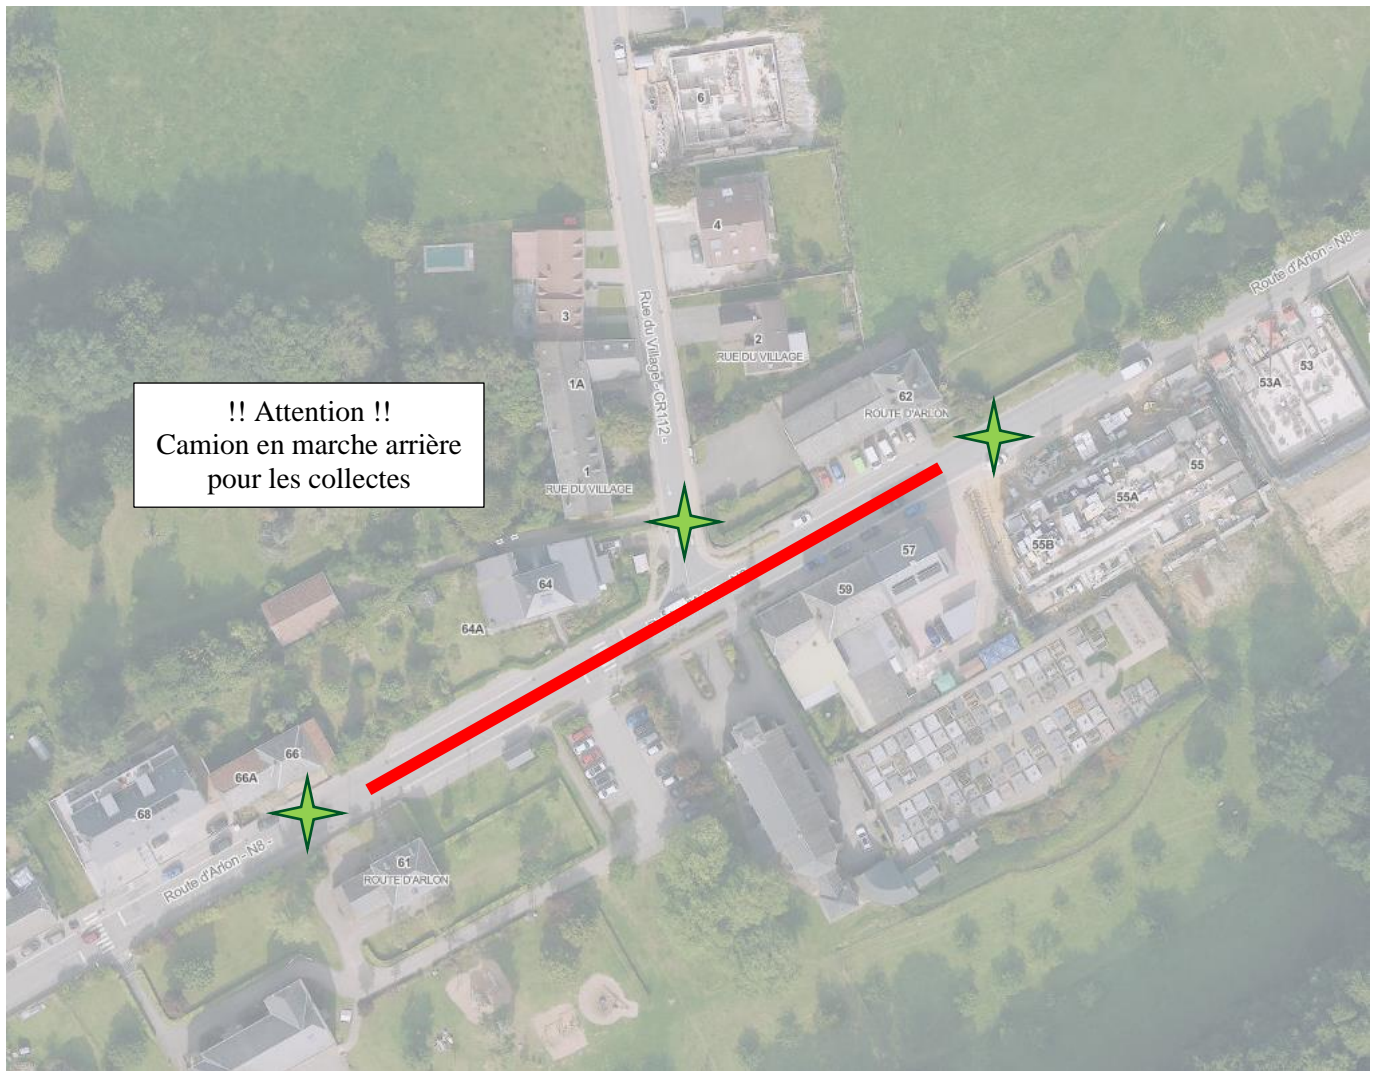 6
4
Route d'Arlon - N8 -
Rue du Village - CR112 -
3
2
RUE DU VILLAGE
53
53A
1A
62
ROUTE D'ARLON
!! Attention !!
Camion en marche arrière
pour les collectes
1
RUE DU VILLAGE
55
55A
55B
57
64
59
64A
66
66A
68
61
ROUTE D'ARLON
Route d'Arlon - N8 -